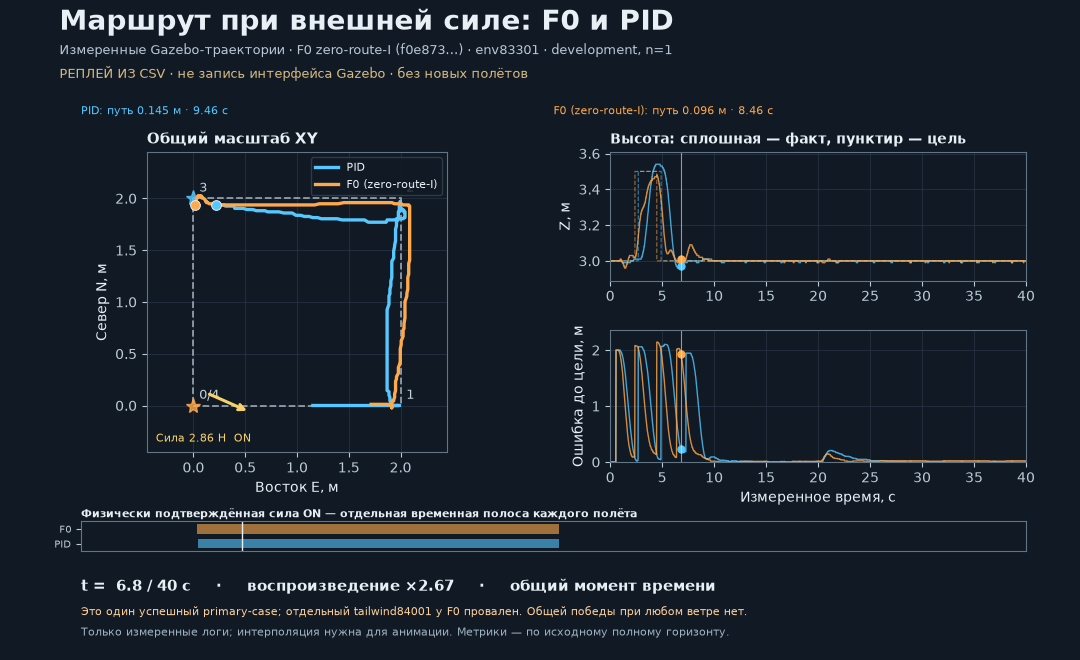 Маршрут при внешней силе: F0 и PID
Измеренные Gazebo-траектории · F0 zero-route-I (f0e873…) · env83301 · development, n=1
РЕПЛЕЙ ИЗ CSV · не запись интерфейса Gazebo · без новых полётов
PID: путь 0.145 м · 9.46 с
F0 (zero-route-I): путь 0.096 м · 8.46 с
Общий масштаб XY
PID
F0 (zero-route-I)
3
2.0
1.5
1.0
0.5
0.0
Север N, м
0/4
1
Сила 2.86 Н ON
0.0 0.5 1.0 1.5 2.0
Восток E, м
Высота: сплошная — факт, пунктир — цель
3.6
3.4
3.2
3.0
Z, м
0 5 10 15 20 25 30 35 40
2
1
0
Ошибка до цели, м
0 5 10 15 20 25 30 35 40
Измеренное время, с
Физически подтверждённая сила ON — отдельная временная полоса каждого полёта
F0
PID
t = 6.8 / 40 с · воспроизведение ×2.67 · общий момент времени
Это один успешный primary-case; отдельный tailwind84001 у F0 провален. Общей победы при любом ветре нет.
Только измеренные логи; интерполяция нужна для анимации. Метрики — по исходному полному горизонту.